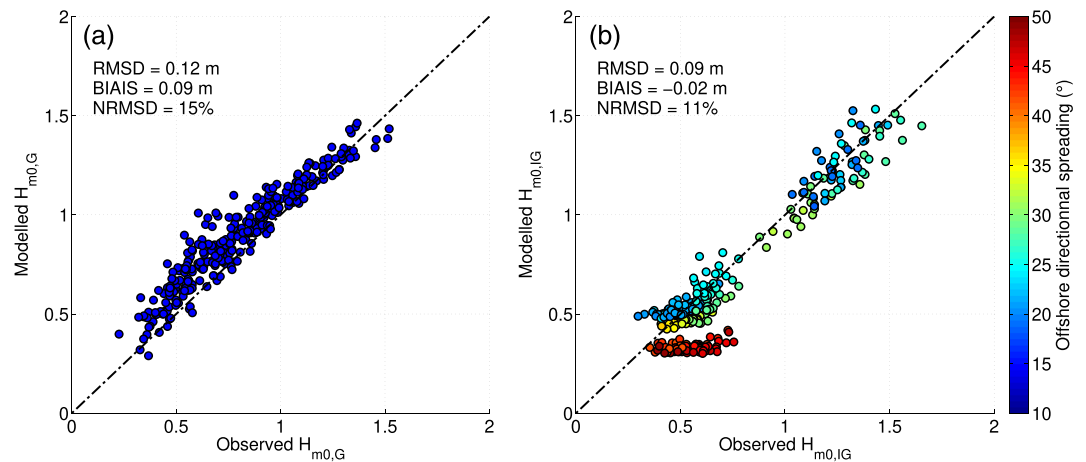 (a)
RMSD = 0.12 m
BIAIS = 0.09 m
NRMSD = 15%
2
1.5
1
0.5
0
Modelled H_m0,G
0
0.5
1
1.5
2
Observed H_m0,G
(b)
RMSD = 0.09 m
BIAIS = −0.02 m
NRMSD = 11%
2
1.5
1
0.5
0
Modelled H_m0,IG
0
0.5
1
1.5
2
Observed H_m0,IG
50
45
40
35
30
25
20
15
10
Offshore directional spreading (°)